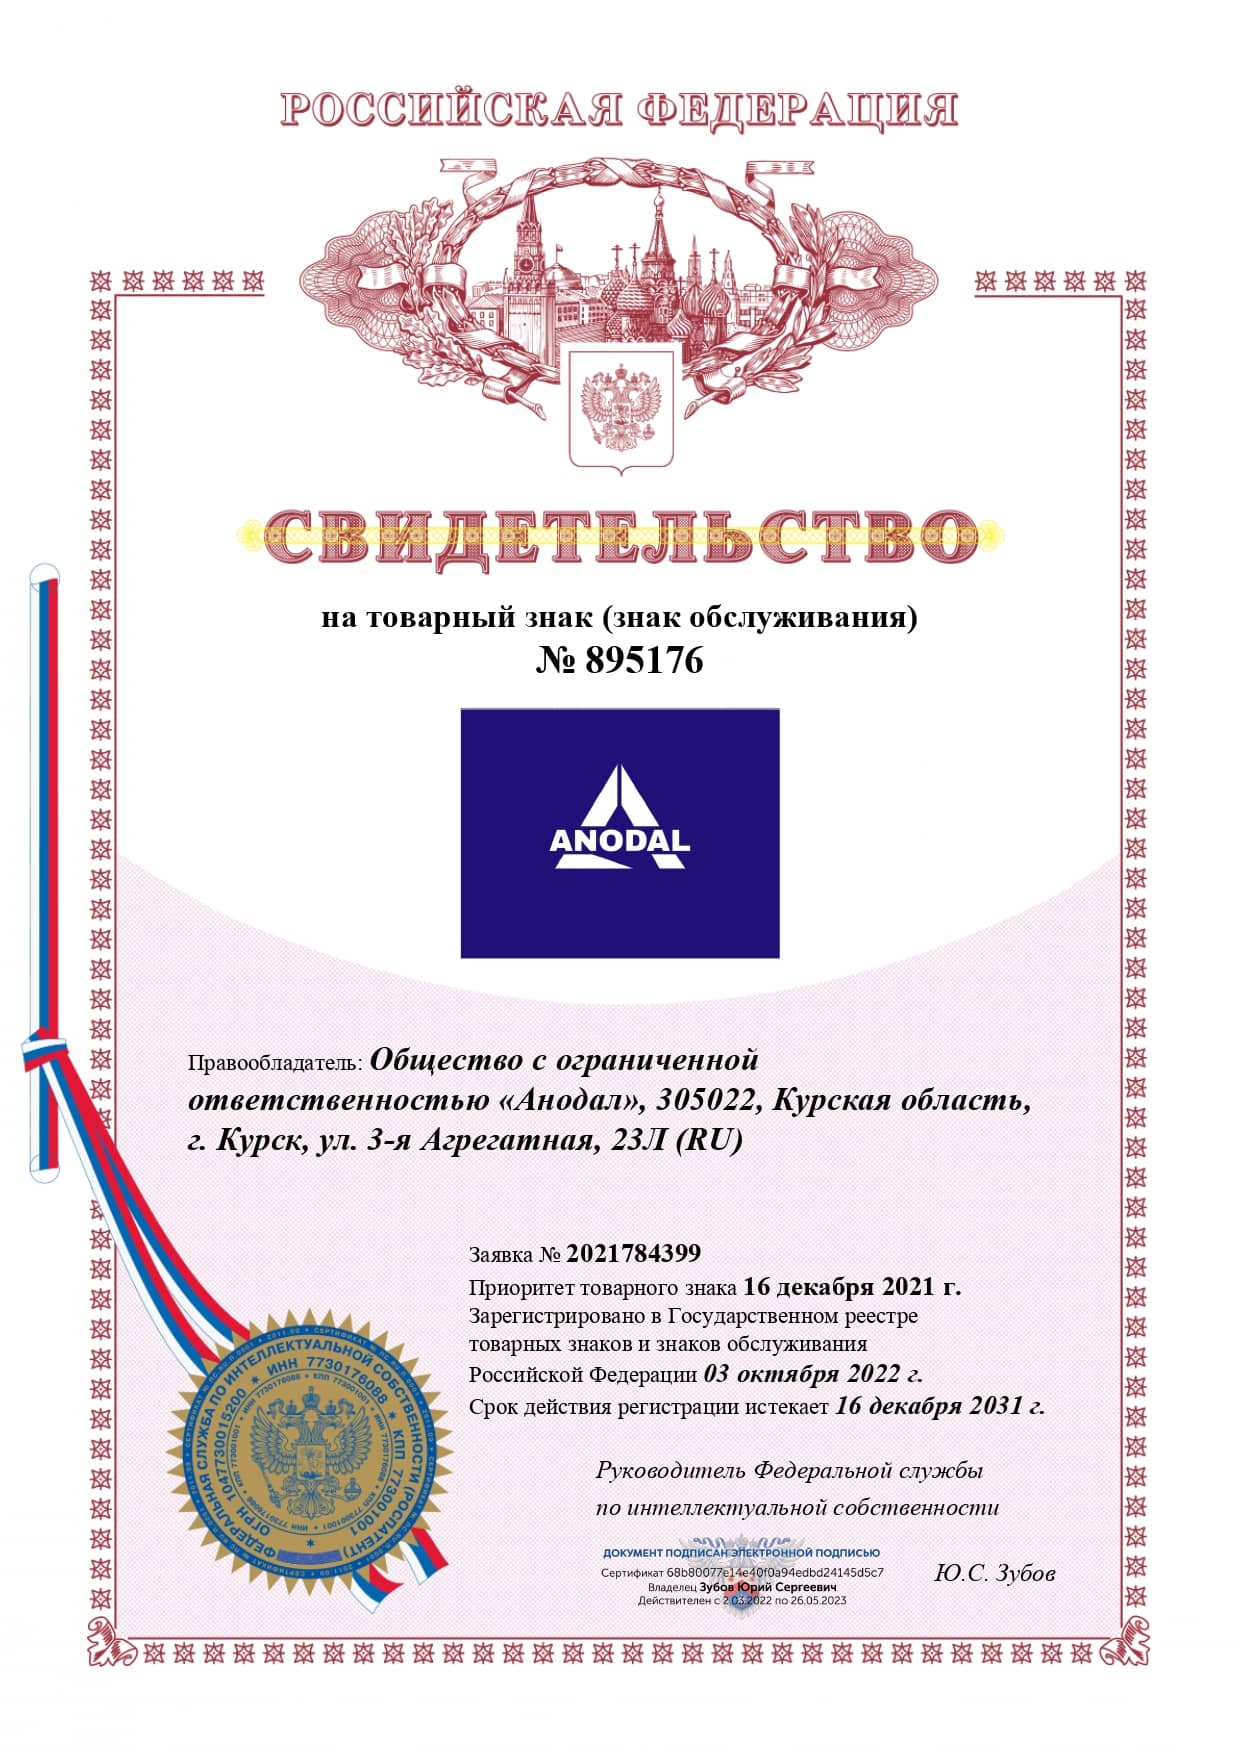 РОССИЙСКАЯ ФЕДЕРАЦИЯ
СВИДЕТЕЛЬСТВО
на товарный знак (знак обслуживания)
№ 895176
ANODAL
Правообладатель: Общество с ограниченной
ответственностью «Анодал», 305022, Курская область,
г. Курск, ул. 3-я Агрегатная, 23Л (RU)
Заявка № 2021784399
Приоритет товарного знака 16 декабря 2021 г.
Зарегистрировано в Государственном реестре
товарных знаков и знаков обслуживания
Российской Федерации 03 октября 2022 г.
Срок действия регистрации истекает 16 декабря 2031 г.
Руководитель Федеральной службы
по интеллектуальной собственности
ДОКУМЕНТ ПОДПИСАН ЭЛЕКТРОННОЙ ПОДПИСЬЮ
Сертификат 68b80077e14e40f0a94edbd24145d5c7
Владелец Зубов Юрий Сергеевич
Действителен с 2.03.2022 по 26.05.2023
Ю.С. Зубов
ФЕДЕРАЛЬНАЯ СЛУЖБА ПО ИНТЕЛЛЕКТУАЛЬНОЙ СОБСТВЕННОСТИ (РОСПАТЕНТ)
ОГРН 1047730015200 * ИНН 7730176088 * КПП 773001001 *